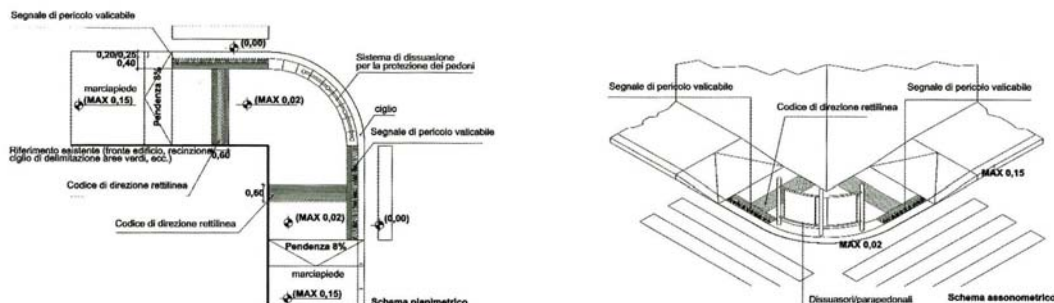 Segnale di pericolo valicabile
(0,00)
0,20/0,25
0,40
Pendenza 8%
marciapiede
(MAX 0,15)
(MAX 0,02)
Sistema di dissuasione
per la protezione dei pedoni
ciglio
Segnale di pericolo valicabile
Riferimento esistente (fronte edificio, recinzione,
ciglio di delimitazione aree verdi, ecc.)
0,60
Codice di direzione rettilinea
0,60
Codice di direzione rettilinea
(MAX 0,02)
(0,00)
Pendenza 8%
marciapiede
(MAX 0,15)
Schema planimetrico
Segnale di pericolo valicabile
Segnale di pericolo valicabile
Codice di direzione rettilinea
MAX 0,15
MAX 0,02
Dissuasori/parapedonali
Schema assonometrico